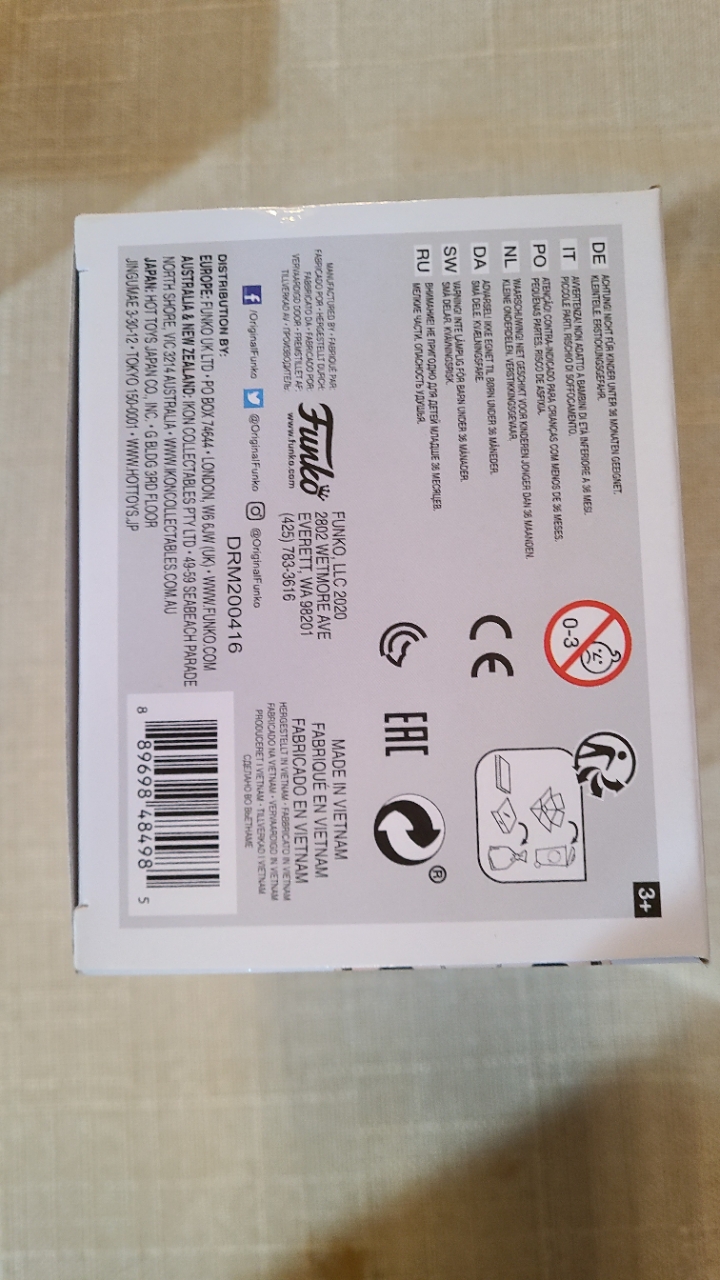 3+
DE ACHTUNG! NICHT FÜR KINDER UNTER 36 MONATEN GEEIGNET.
KLEINTEILE. ERSTICKUNGSGEFAHR.
IT AVVERTENZA! NON ADATTO A BAMBINI DI ETÀ INFERIORE A 36 MESI.
PICCOLE PARTI. RISCHIO DI SOFFOCAMENTO.
PO ATENÇÃO! CONTRA-INDICADO PARA CRIANÇAS COM MENOS DE 36 MESES.
PEQUENAS PARTES. RISCO DE ASFIXIA.
NL WAARSCHUWING! NIET GESCHIKT VOOR KINDEREN JONGER DAN 36 MAANDEN.
KLEINE ONDERDELEN. VERSTIKKINGSGEVAAR.
DA ADVARSEL! IKKE EGNET TIL BØRN UNDER 36 MÅNEDER.
SMÅ DELE. KVÆLNINGSFARE.
SW VARNING! INTE LÄMPLIG FÖR BARN UNDER 36 MÅNADER.
SMÅ DELAR. KVÄVNINGSRISK.
RU ВНИМАНИЕ! НЕ ПРИГОДНО ДЛЯ ДЕТЕЙ МЛАДШЕ 36 МЕСЯЦЕВ.
МЕЛКИЕ ЧАСТИ. ОПАСНОСТЬ УДУШЬЯ.
0-3
CE
EAC
®
MANUFACTURED BY • FABRIQUÉ PAR:
FABRICADO POR • HERGESTELLT DURCH:
FABBRICATO DA • FABRICADO POR:
VERVAARDIGD DOOR • FREMSTILLET AF:
TILLVERKAD AV • ПРОИЗВОДИТЕЛЬ:
Funko
www.funko.com
FUNKO, LLC 2020
2802 WETMORE AVE
EVERETT, WA 98201
(425) 783-3616
MADE IN VIETNAM
FABRIQUÉ EN VIETNAM
FABRICADO EN VIETNAM
HERGESTELLT IN VIETNAM • FABBRICATO IN VIETNAM
FABRICADO NA VIETNAM • VERVAARDIGD IN VIETNAM
PRODUCERET I VIETNAM • TILLVERKAD I VIETNAM
СДЕЛАНО ВО ВЬЕТНАМЕ
/OriginalFunko @OriginalFunko @OriginalFunko
DRM200416
DISTRIBUTION BY:
EUROPE: FUNKO UK LTD • PO BOX 74644 • LONDON, W6 6JW (UK) • WWW.FUNKO.COM
AUSTRALIA & NEW ZEALAND: IKON COLLECTABLES PTY LTD • 49-59 SEABEACH PARADE
NORTH SHORE, VIC 3214 AUSTRALIA • WWW.IKONCOLLECTABLES.COM.AU
JAPAN: HOT TOYS JAPAN CO., INC. • G BLDG 3RD FLOOR
JINGUMAE 3-30-12 • TOKYO 150-0001 • WWW.HOTTOYS.JP
8 89698 48498 5